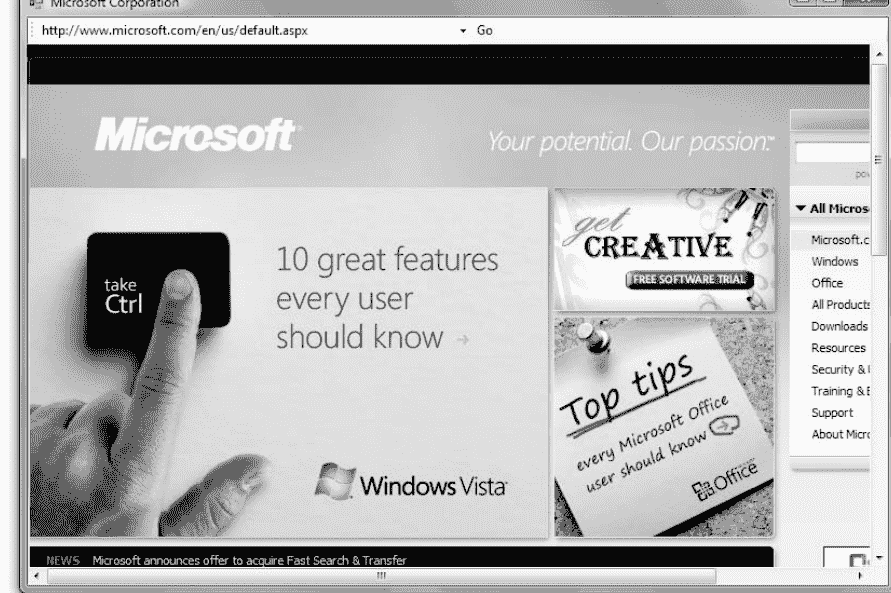 Microsoft Corporation
http://www.microsoft.com/en/us/default.aspx
Go
Microsoft
Your potential. Our passion.™
take
Ctrl
10 great features
every user
should know
Windows Vista
get
CREATIVE
FREE SOFTWARE TRIAL
Top tips
every Microsoft Office
user should know
Office
All Micros
Microsoft.c
Windows
Office
All Products
Downloads
Resources
Security &
Training & E
Support
About Micro
NEWS
Microsoft announces offer to acquire Fast Search & Transfer